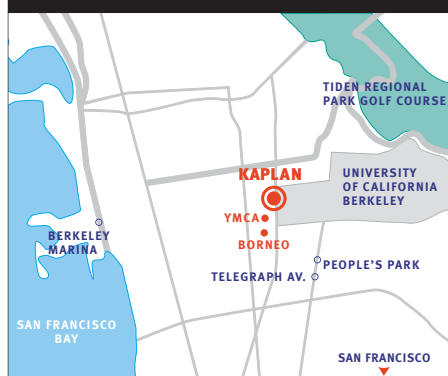 TIDEN REGIONAL
PARK GOLF COURSE
KAPLAN
UNIVERSITY
OF CALIFORNIA
BERKELEY
YMCA
BORNEO
BERKELEY
MARINA
PEOPLE'S PARK
TELEGRAPH AV.
SAN FRANCISCO
BAY
SAN FRANCISCO